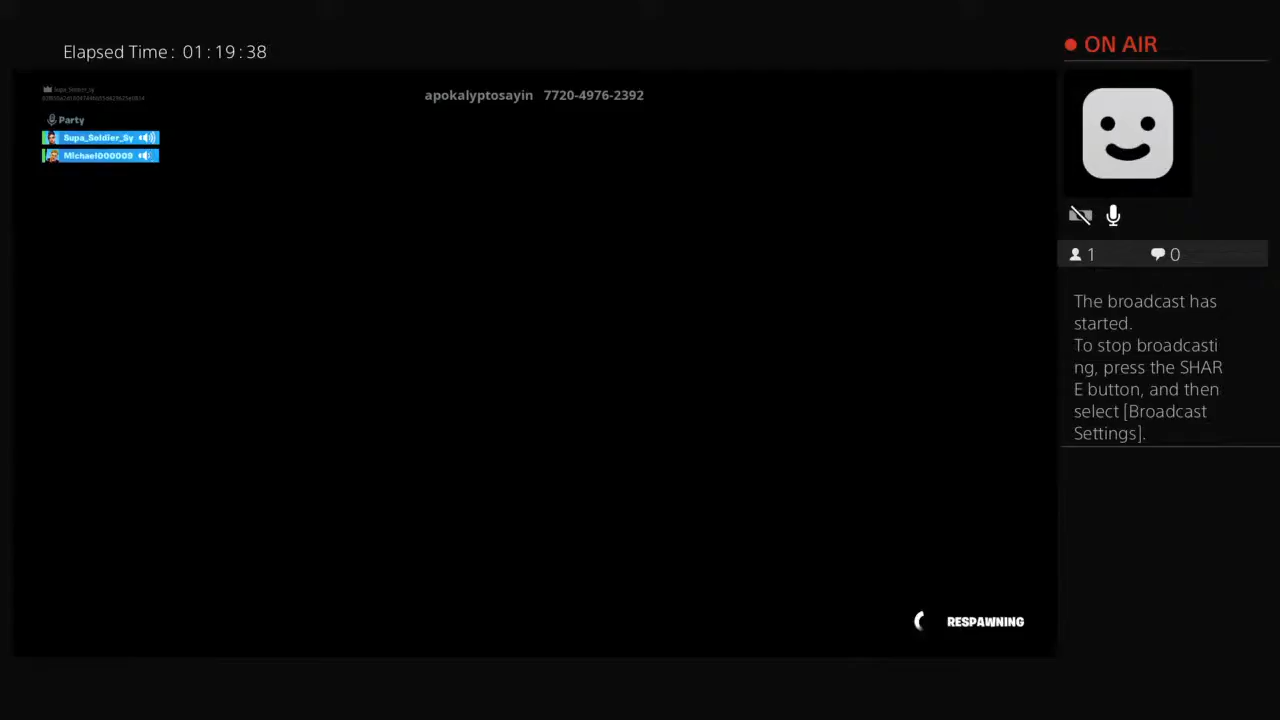 Elapsed Time: 01:19:38
ON AIR
Supa_Soldier_Sy
apokalyptosayin 7720-4976-2392
Party
Supa_Soldier_Sy
Michael000009
1 0
The broadcast has
started.
To stop broadcasti
ng, press the SHAR
E button, and then
select [Broadcast
Settings].
RESPAWNING